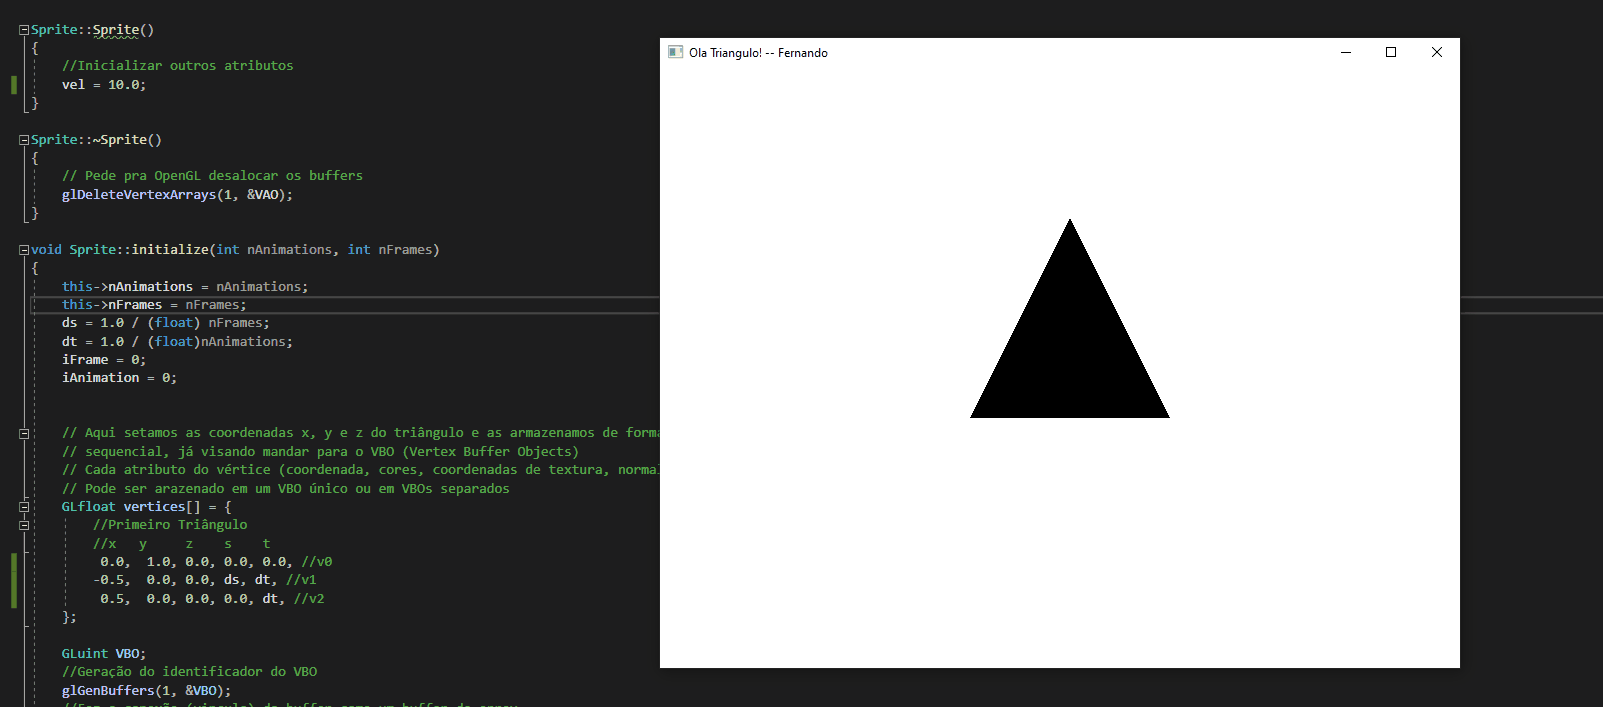 Sprite::Sprite()
{
//Inicializar outros atributos
vel = 10.0;
}
Sprite::~Sprite()
{
// Pede pra OpenGL desalocar os buffers
glDeleteVertexArrays(1, &VAO);
}
void Sprite::initialize(int nAnimations, int nFrames)
{
this->nAnimations = nAnimations;
this->nFrames = nFrames;
ds = 1.0 / (float) nFrames;
dt = 1.0 / (float)nAnimations;
iFrame = 0;
iAnimation = 0;
// Aqui setamos as coordenadas x, y e z do triângulo e as armazenamos de forma
// sequencial, já visando mandar para o VBO (Vertex Buffer Objects)
// Cada atributo do vértice (coordenada, cores, coordenadas de textura, normal
// Pode ser arazenado em um VBO único ou em VBOs separados
GLfloat vertices[] = {
//Primeiro Triângulo
//x y z s t
0.0, 1.0, 0.0, 0.0, 0.0, //v0
-0.5, 0.0, 0.0, ds, dt, //v1
0.5, 0.0, 0.0, 0.0, dt, //v2
};
GLuint VBO;
//Geração do identificador do VBO
glGenBuffers(1, &VBO);
Ola Triangulo! -- Fernando